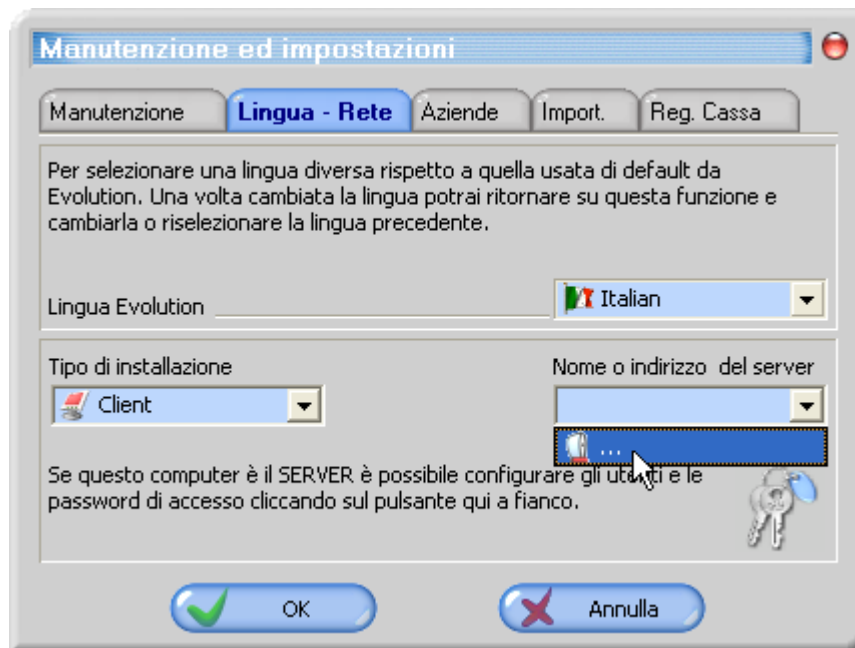 Manutenzione ed impostazioni
Manutenzione Lingua - Rete Aziende Import. Reg. Cassa
Per selezionare una lingua diversa rispetto a quella usata di default da
Evolution. Una volta cambiata la lingua potrai ritornare su questa funzione e
cambiarla o riselezionare la lingua precedente.
Lingua Evolution Italian
Tipo di installazione Nome o indirizzo del server
Client
...
Se questo computer è il SERVER è possibile configurare gli utenti e le
password di accesso cliccando sul pulsante qui a fianco.
OK Annulla